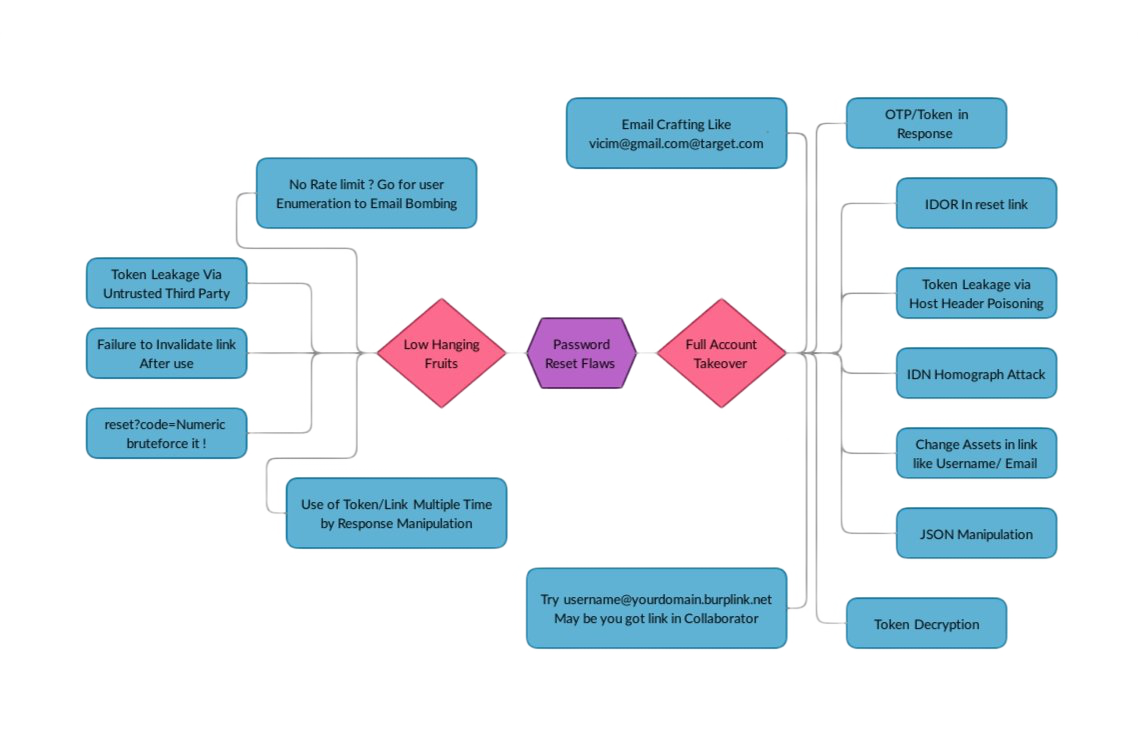 Email Crafting Like
vicim@gmail.com@target.com
OTP/Token in
Response
No Rate limit ? Go for user
Enumeration to Email Bombing
IDOR In reset link
Token Leakage Via
Untrusted Third Party
Token Leakage via
Host Header Poisoning
Failure to Invalidate link
After use
Low Hanging
Fruits
Password
Reset Flaws
Full Account
Takeover
IDN Homograph Attack
reset?code=Numeric
bruteforce it !
Change Assets in link
like Username/ Email
Use of Token/Link Multiple Time
by Response Manipulation
JSON Manipulation
Try username@yourdomain.burplink.net
May be you got link in Collaborator
Token Decryption